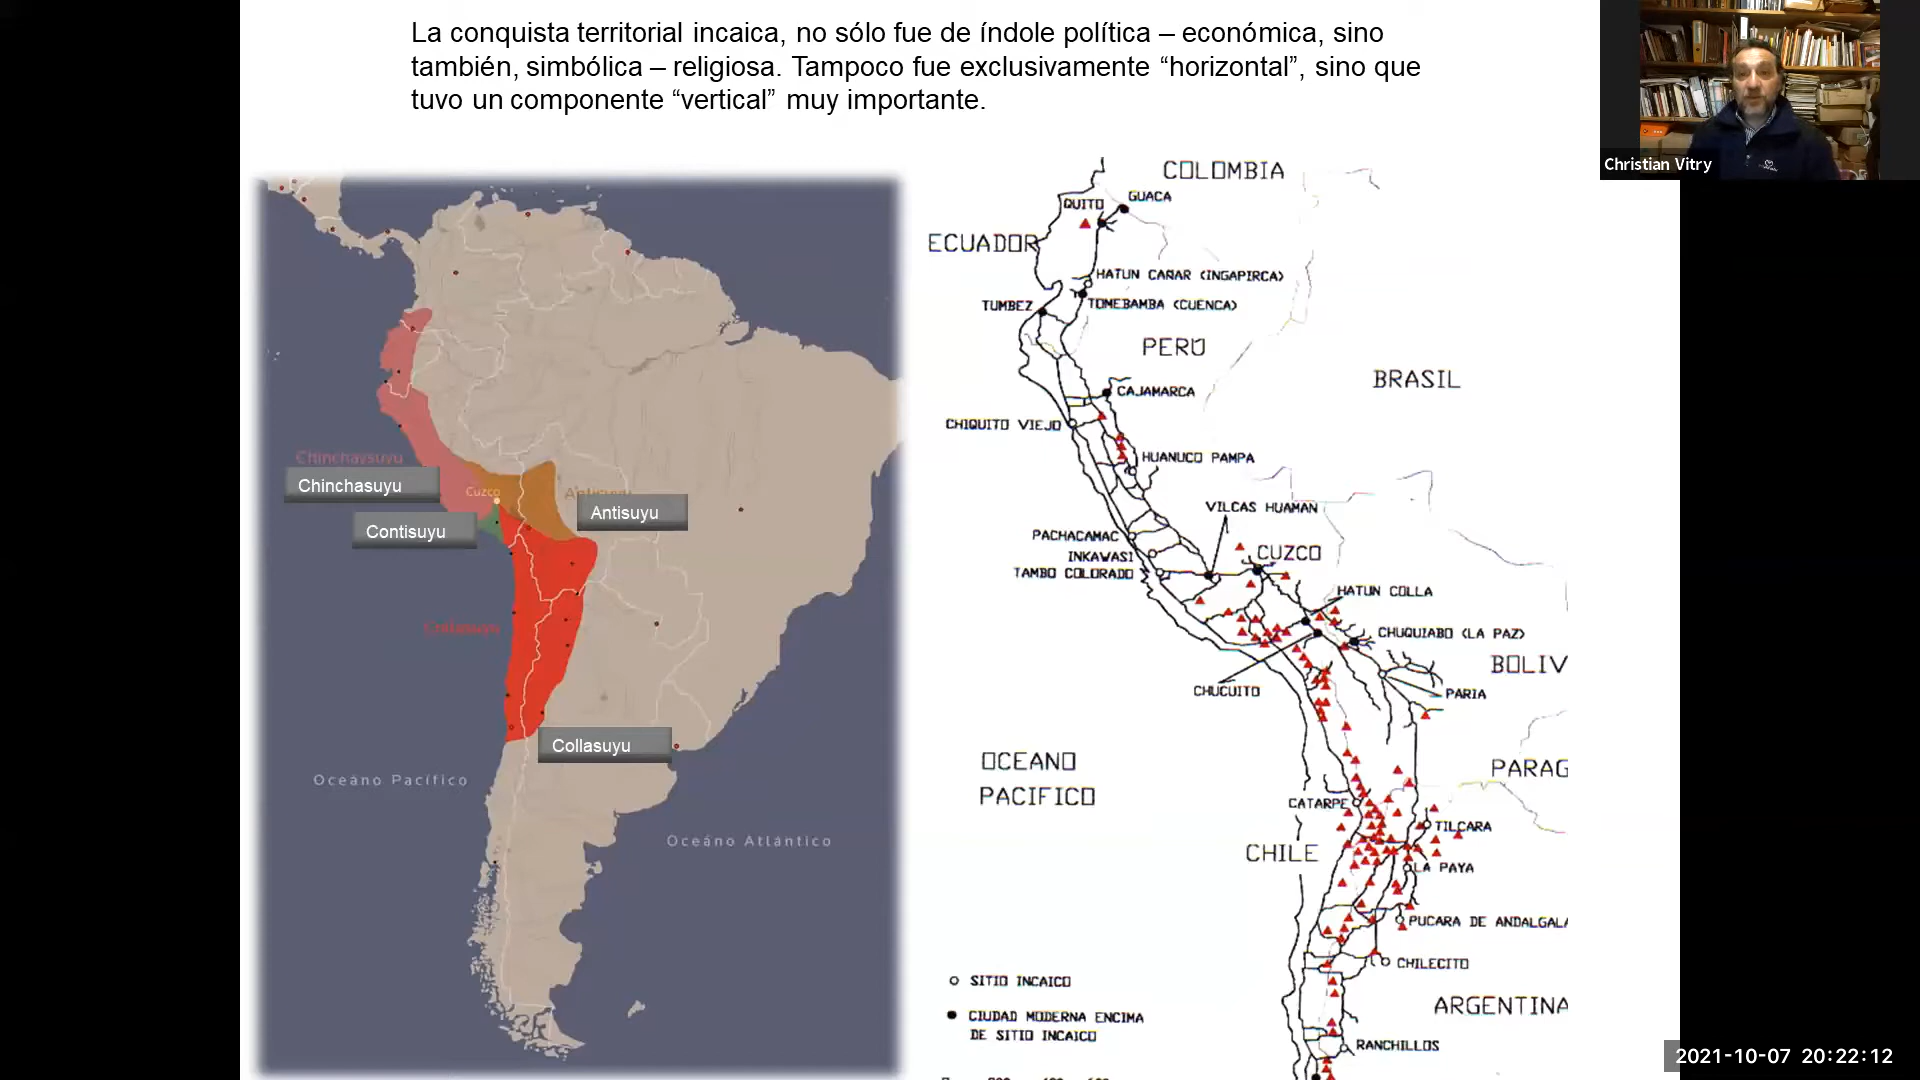 La conquista territorial incaica, no sólo fue de índole política – económica, sino
también, simbólica – religiosa. Tampoco fue exclusivamente “horizontal”, sino que
tuvo un componente “vertical” muy importante.
Christian Vitry
Chinchaysuyu
Chinchasuyu
Cuzco
Antisuyu
Contisuyu
Collasuyu
Collasuyu
Oceáno Pacífico
Oceáno Atlántico
COLOMBIA
QUITO
GUACA
ECUADOR
HATUN CAÑAR (INGAPIRCA)
TUMBEZ
TOMEBAMBA (CUENCA)
PERÚ
BRASIL
CAJAMARCA
CHIQUITO VIEJO
HUANUCO PAMPA
VILCAS HUAMAN
PACHACAMAC
INKAWASI
CUZCO
TAMBO COLORADO
HATUN COLLA
CHUQUIABO (LA PAZ)
BOLIV
CHUCUITO
PARIA
OCEANO
PACIFICO
PARAG
CATARPE
TILCARA
CHILE
LA PAYA
PUCARA DE ANDALGALA
CHILECITO
SITIO INCAICO
ARGENTINA
CIUDAD MODERNA ENCIMA
DE SITIO INCAICO
RANCHILLOS
2021-10-07 20:22:12